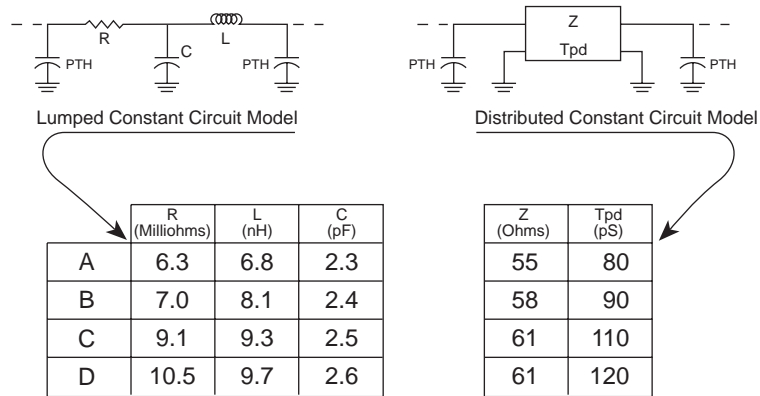 R
C
L
PTH
PTH
Z
Tpd
PTH
PTH
Lumped Constant Circuit Model
Distributed Constant Circuit Model
R (Milliohms) L (nH) C (pF)
A 6.3 6.8 2.3
B 7.0 8.1 2.4
C 9.1 9.3 2.5
D 10.5 9.7 2.6
Z (Ohms) Tpd (pS)
55 80
58 90
61 110
61 120